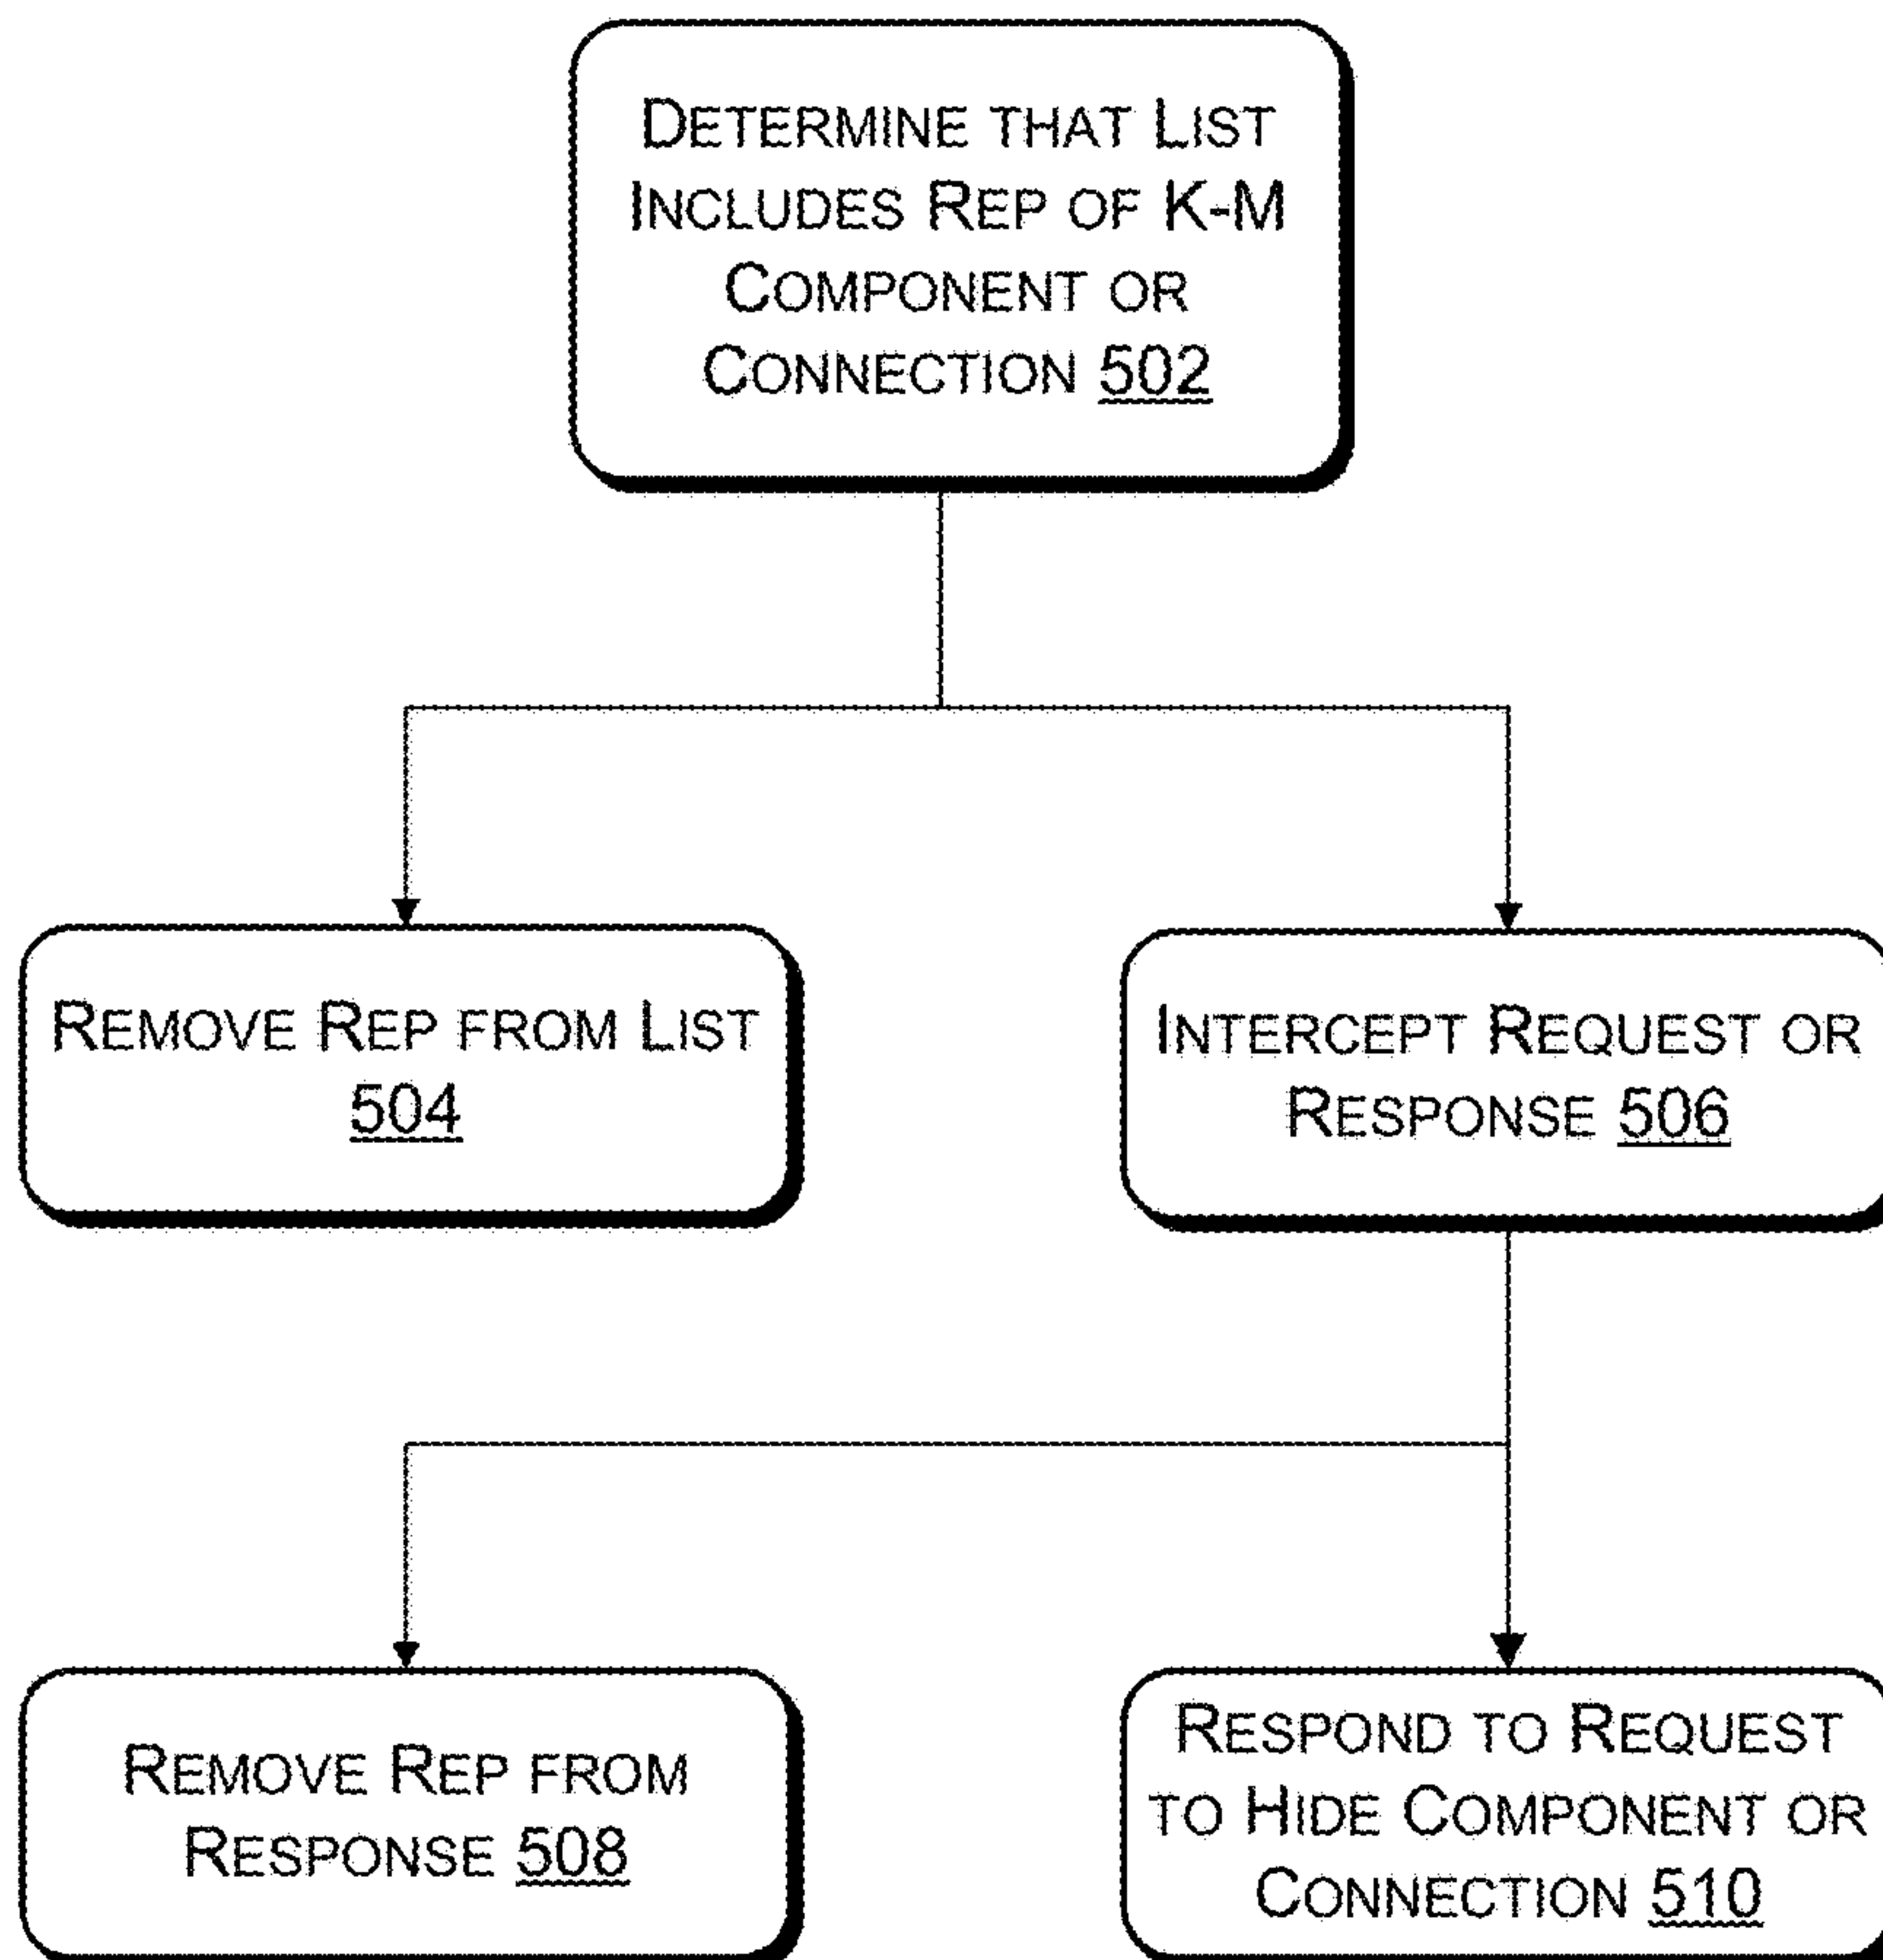 DETERMINE THAT LIST
INCLUDES REP OF K-M
COMPONENT OR
CONNECTION 502
REMOVE REP FROM LIST
504
INTERCEPT REQUEST OR
RESPONSE 506
REMOVE REP FROM
RESPONSE 508
RESPOND TO REQUEST
TO HIDE COMPONENT OR
CONNECTION 510